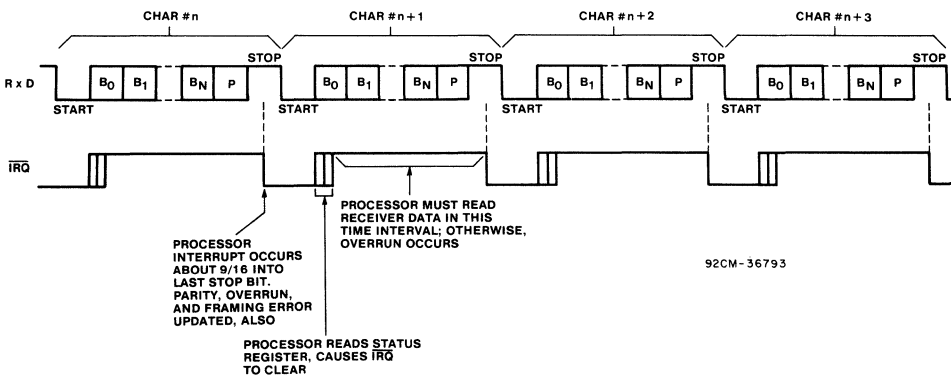 CHAR #n CHAR #n+1 CHAR #n+2 CHAR #n+3
STOP STOP STOP STOP
RxD B0 B1 BN P B0 B1 BN P B0 B1 BN P B0 B1 BN P
START START START START
IRQ
PROCESSOR MUST READ
RECEIVER DATA IN THIS
TIME INTERVAL; OTHERWISE,
OVERRUN OCCURS
PROCESSOR
INTERRUPT OCCURS
ABOUT 9/16 INTO
LAST STOP BIT.
PARITY, OVERRUN,
AND FRAMING ERROR
UPDATED, ALSO
92CM-36793
PROCESSOR READS STATUS
REGISTER, CAUSES IRQ
TO CLEAR